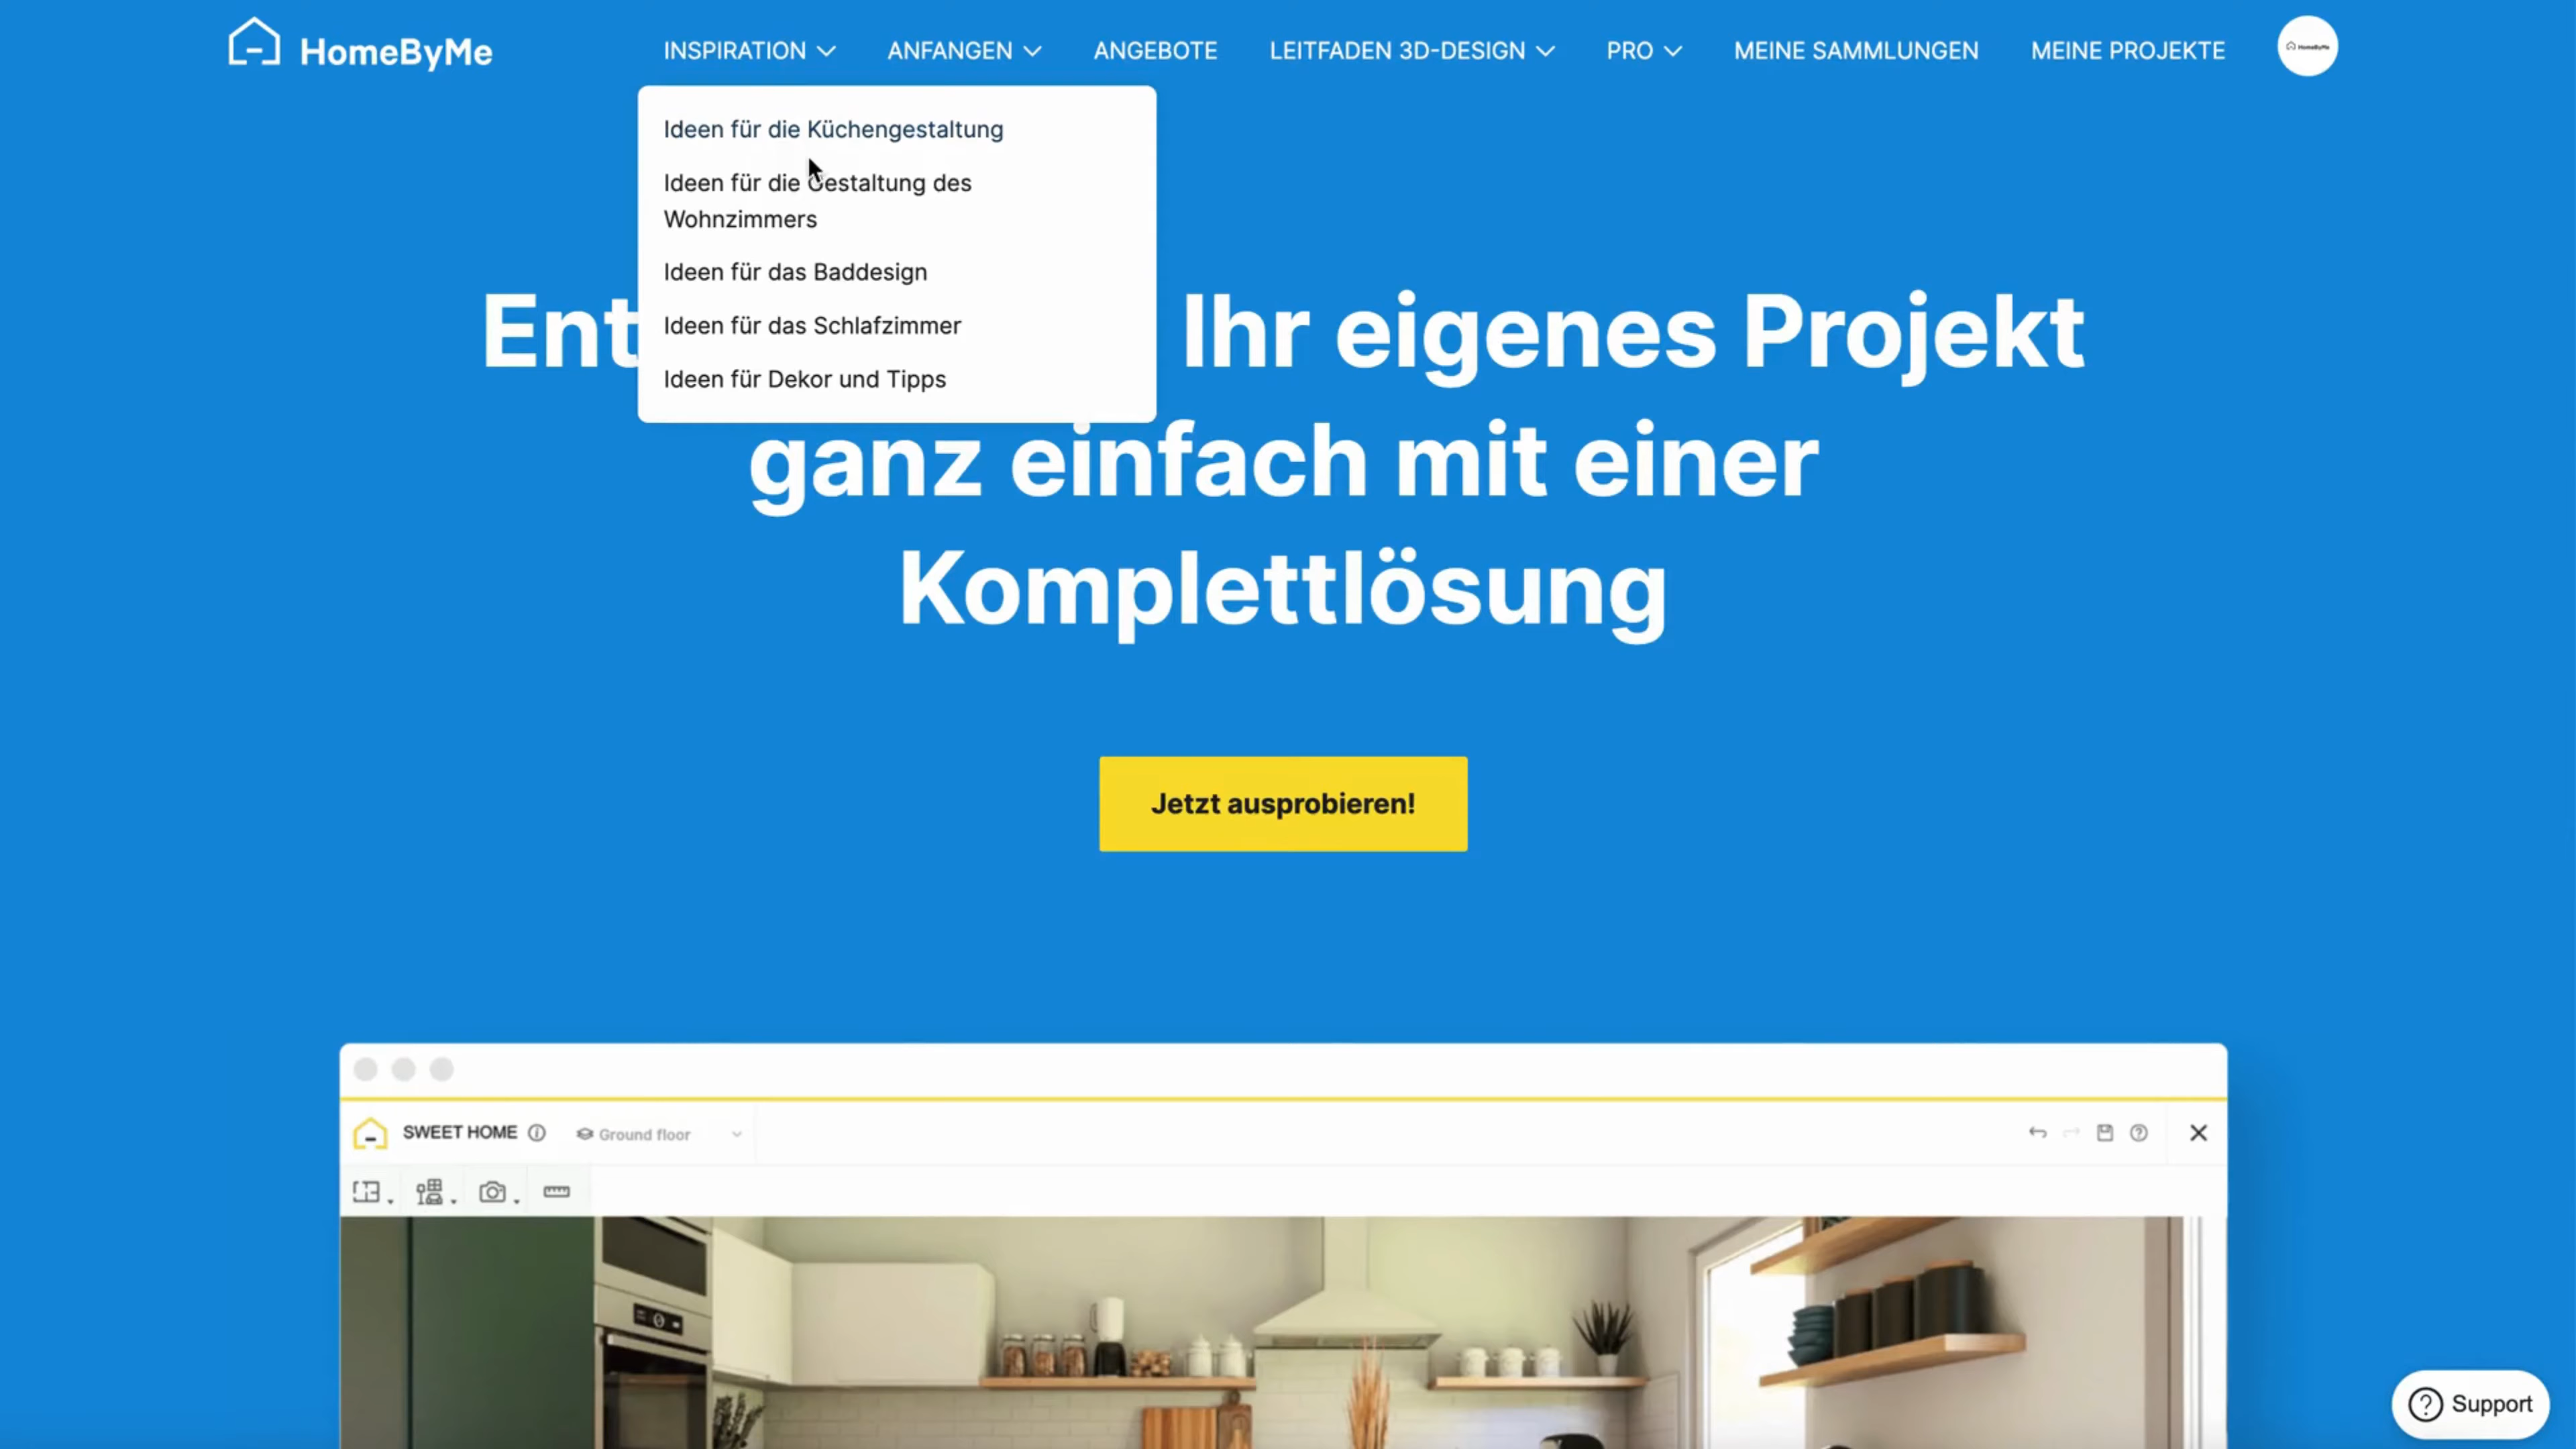 HomeByMe
INSPIRATION
ANFANGEN
ANGEBOTE
LEITFADEN 3D-DESIGN
PRO
MEINE SAMMLUNGEN
MEINE PROJEKTE
HomeByMe
Ideen für die Küchengestaltung
Ideen für die Gestaltung des
Wohnzimmers
Ideen für das Baddesign
Ideen für das Schlafzimmer
Ideen für Dekor und Tipps
Ent Ihr eigenes Projekt
ganz einfach mit einer
Komplettlösung
Jetzt ausprobieren!
SWEET HOME
Ground floor
Support